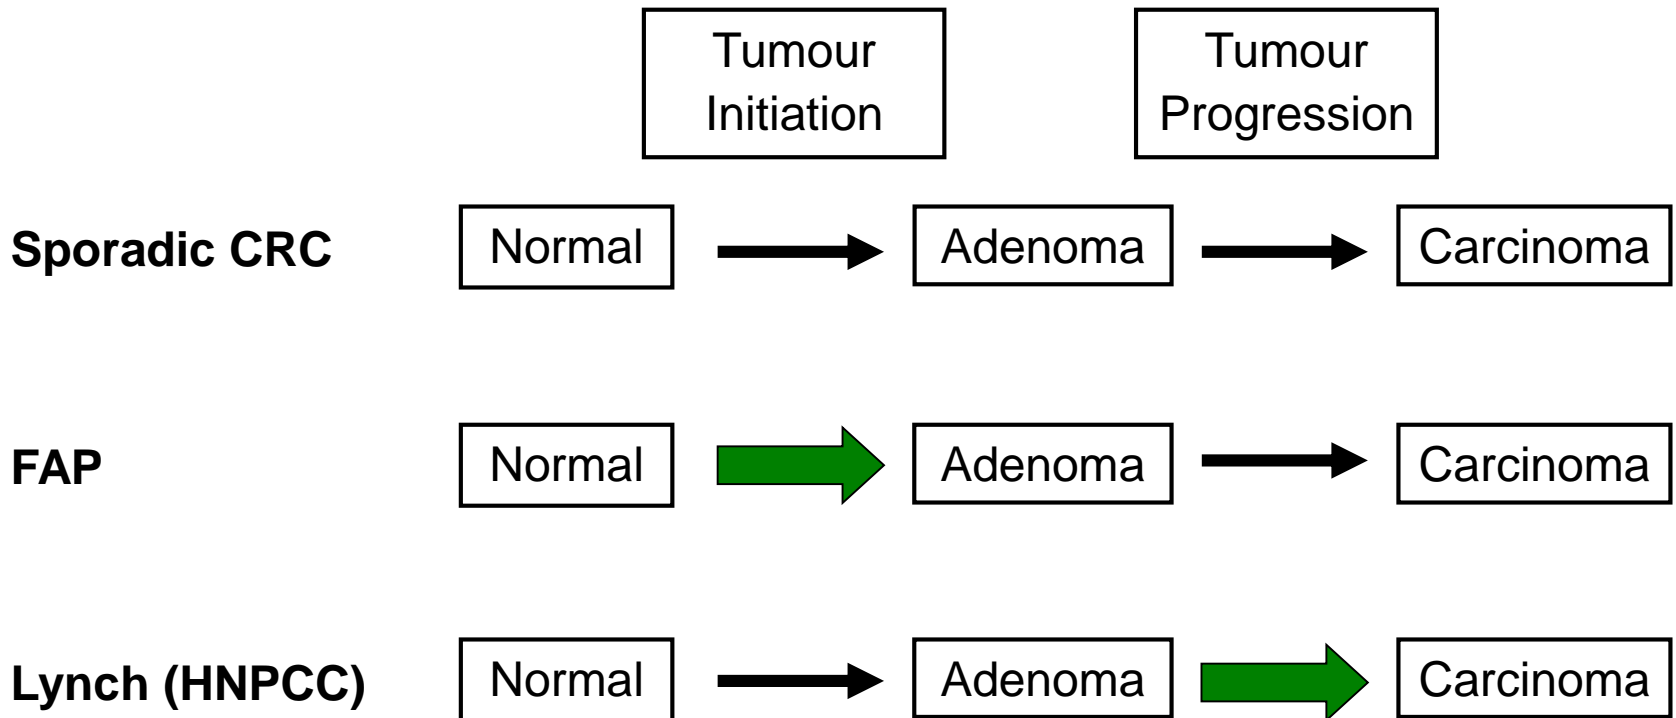 Tumour
Initiation
Tumour
Progression
Sporadic CRC
Normal
Adenoma
Carcinoma
FAP
Normal
Adenoma
Carcinoma
Lynch (HNPCC)
Normal
Adenoma
Carcinoma